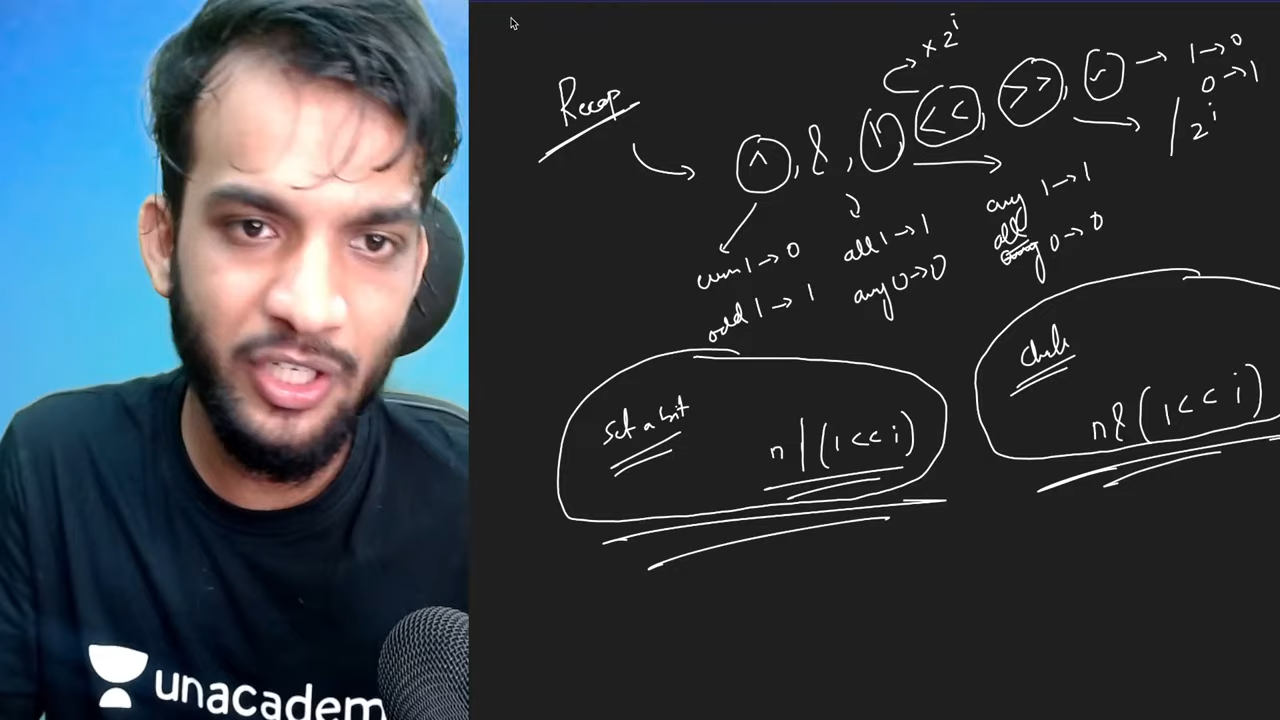 Recap
^, &, |, <<, >>, ~ → 1→0
0→1
× 2^i
/ 2^i
even 1→0
odd 1→1
all 1→1
any 0→0
any 1→1
all 0→0
set a bit
n | (1 << i)
check
n & (1 << i)
unacadem